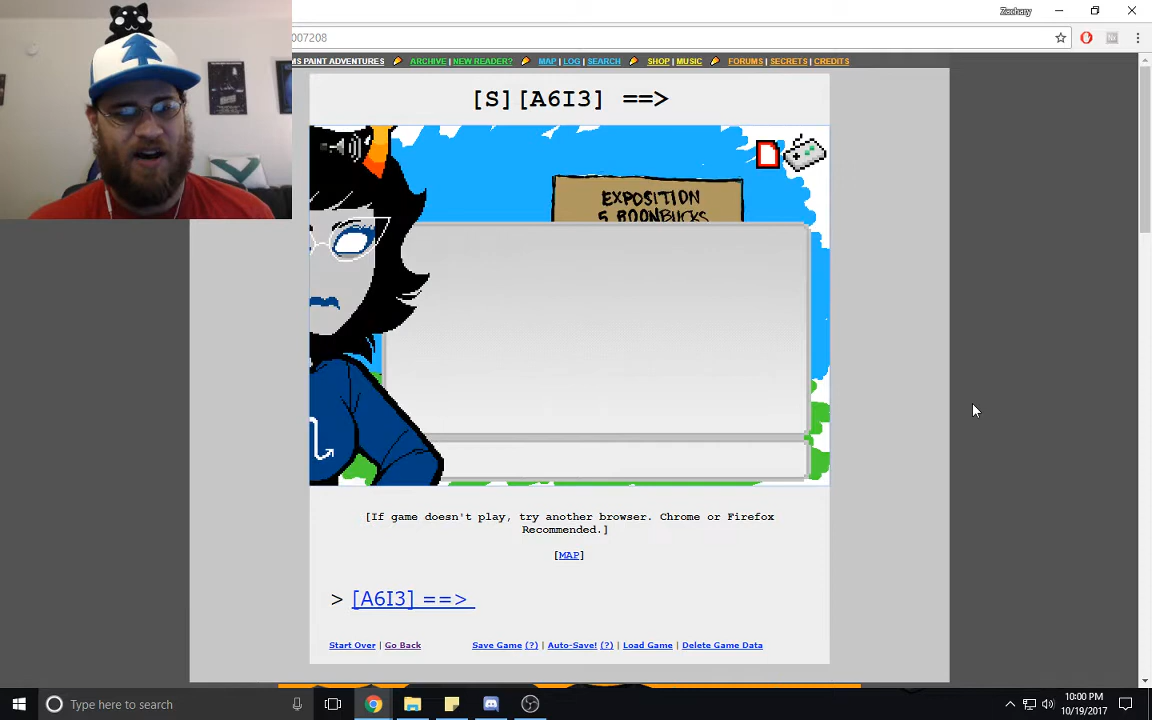 Zachary
007208
MS PAINT ADVENTURES ARCHIVE | NEW READER? MAP | LOG | SEARCH SHOP | MUSIC FORUMS | SECRETS | CREDITS
[S][A6I3] ==>
EXPOSITION
5 BOONBUCKS
[If game doesn't play, try another browser. Chrome or Firefox
Recommended.]
[MAP]
> [A6I3] ==>
Start Over | Go Back Save Game (?) | Auto-Save! (?) | Load Game | Delete Game Data
Type here to search
10:00 PM
10/19/2017